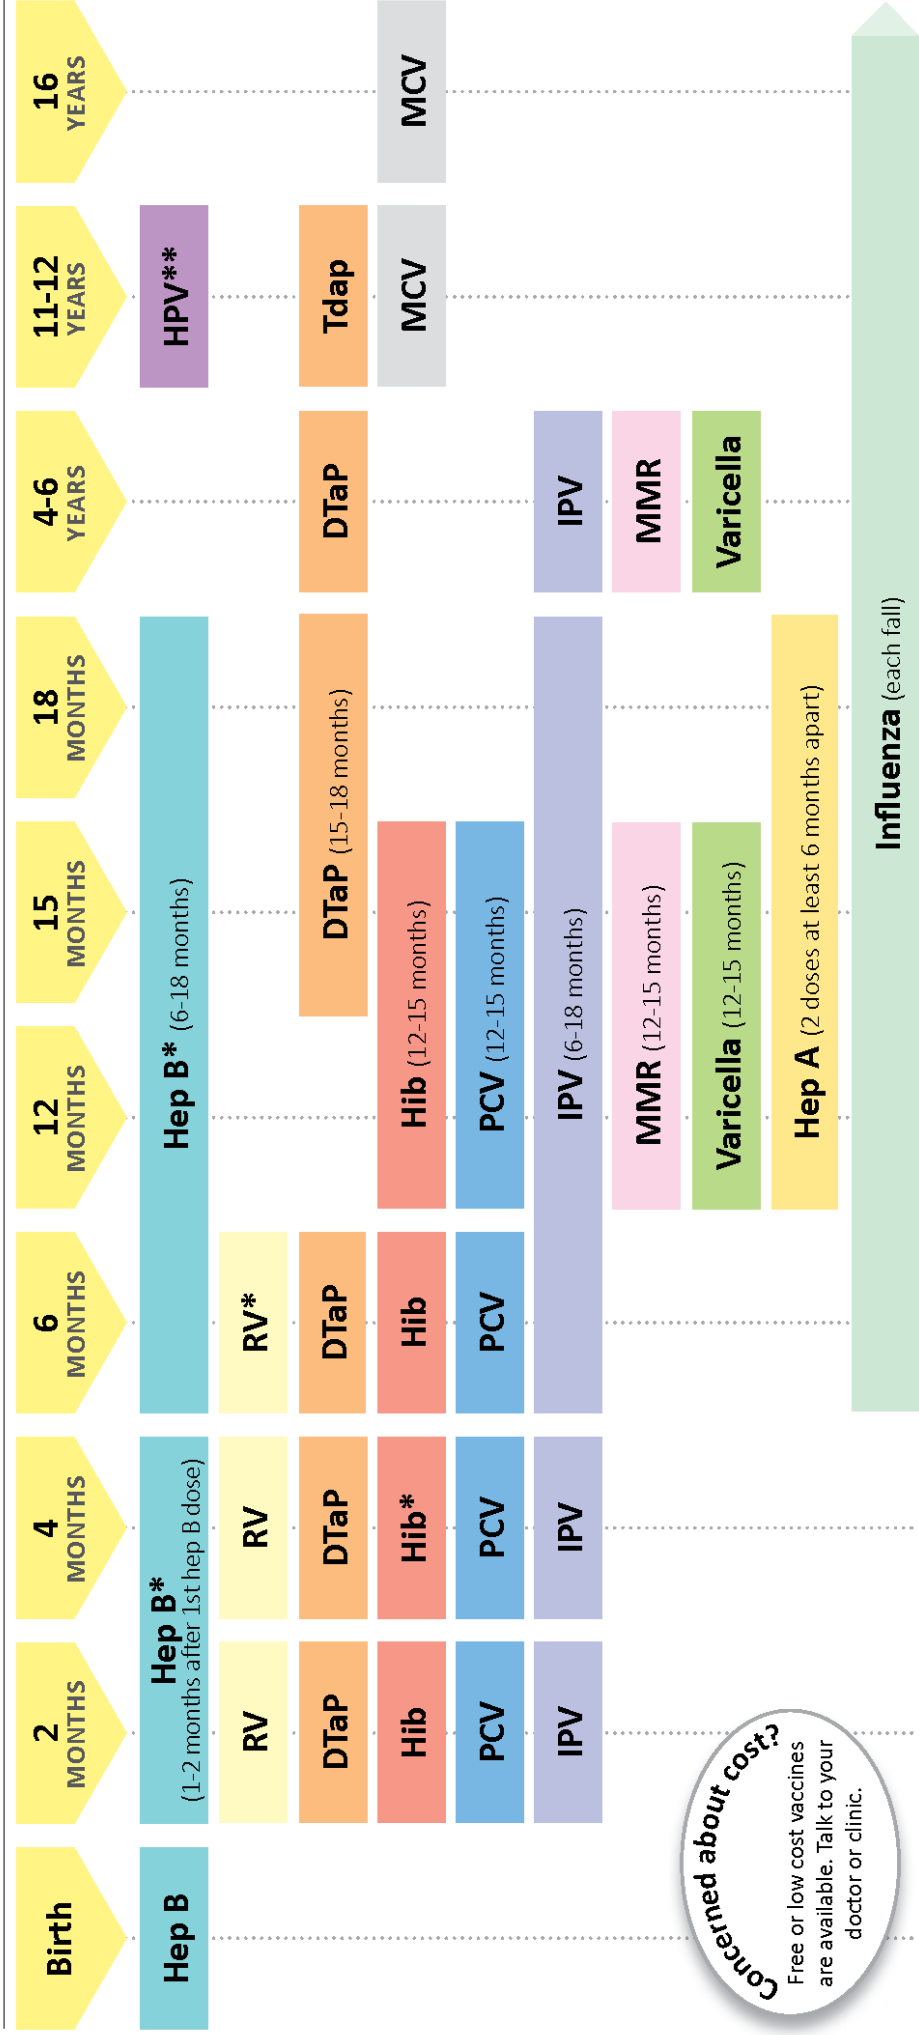 Birth
2
MONTHS
4
MONTHS
6
MONTHS
12
MONTHS
15
MONTHS
18
MONTHS
4-6
YEARS
11-12
YEARS
16
YEARS
Hep B
Hep B*
(1-2 months after 1st hep B dose)
Hep B* (6-18 months)
HPV**
RV
RV
RV*
DTaP
DTaP
DTaP
DTaP (15-18 months)
DTaP
Tdap
Hib
Hib*
Hib
Hib (12-15 months)
MCV
MCV
PCV
PCV
PCV
PCV (12-15 months)
IPV
IPV
IPV (6-18 months)
IPV
MMR (12-15 months)
MMR
Varicella (12-15 months)
Varicella
Hep A (2 doses at least 6 months apart)
Influenza (each fall)
Concerned about cost?
Free or low cost vaccines
are available. Talk to your
doctor or clinic.